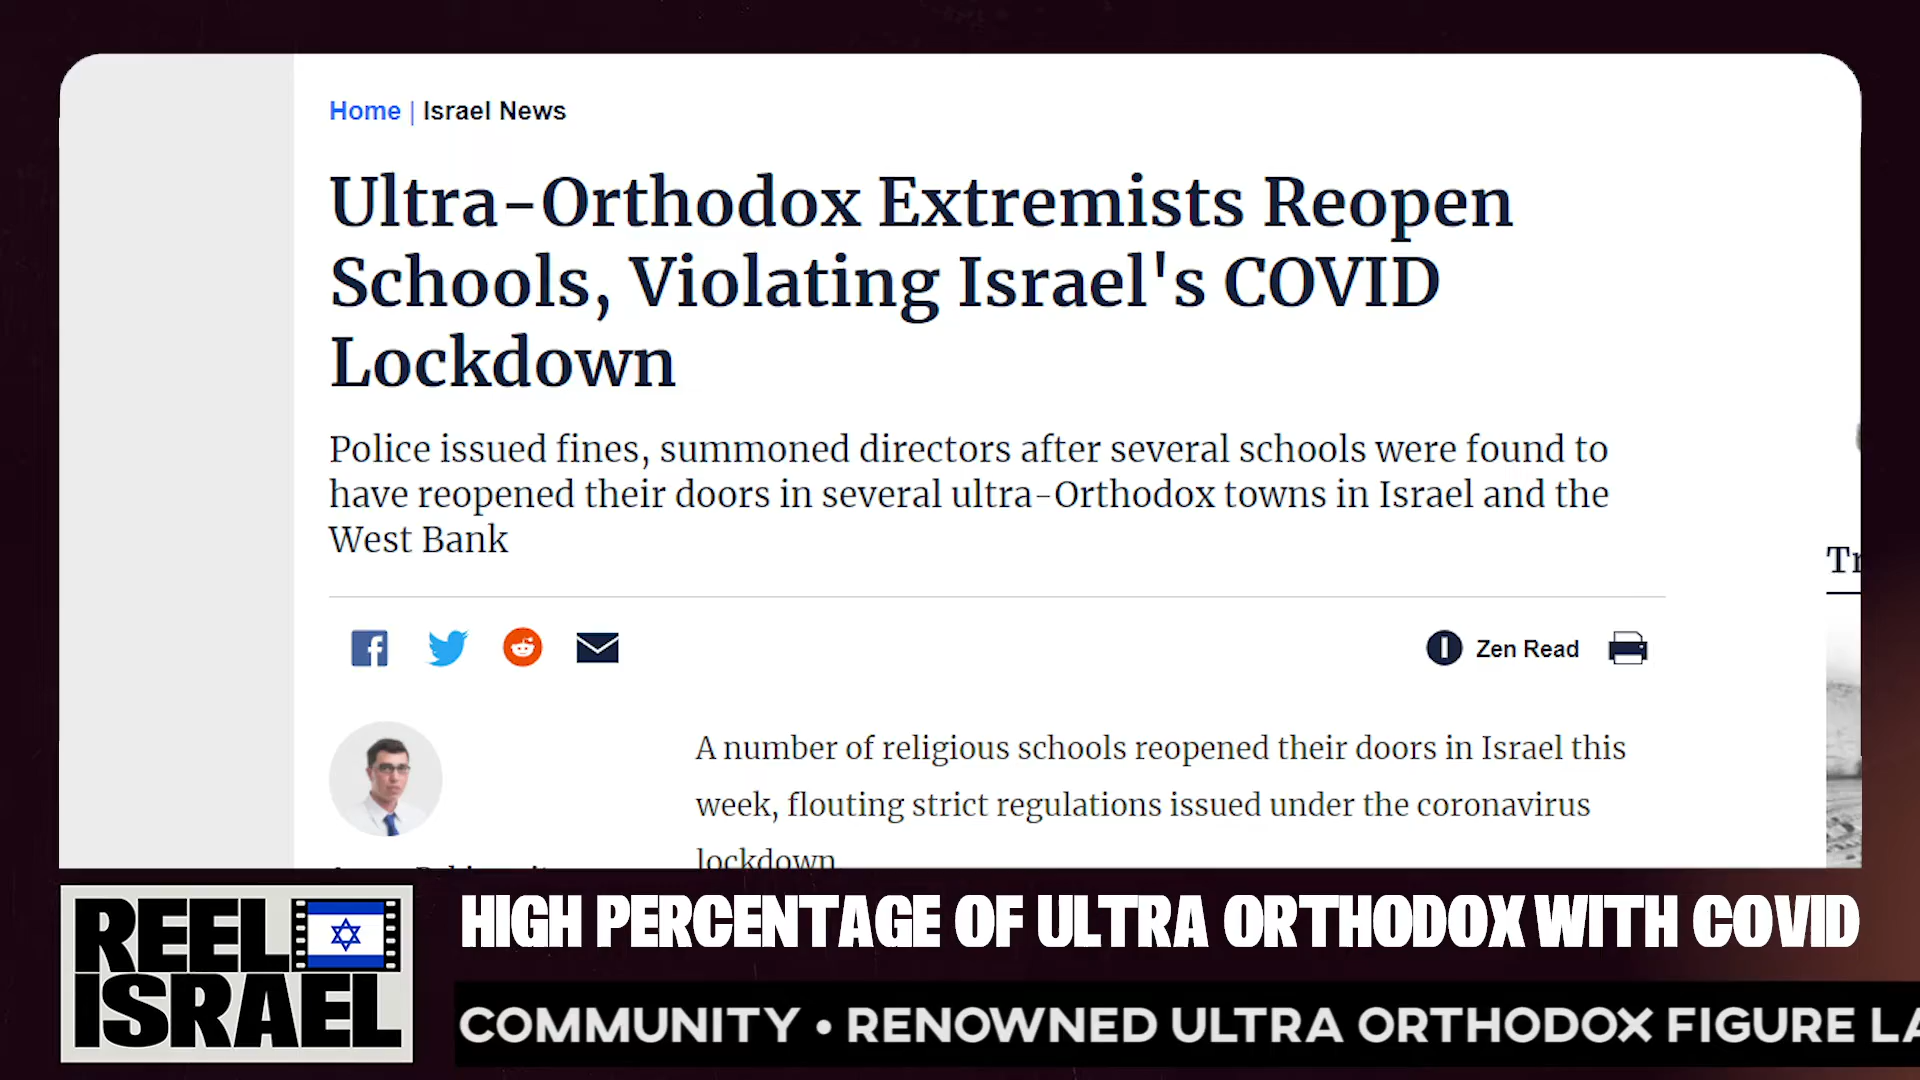 Home | Israel News
Ultra-Orthodox Extremists Reopen
Schools, Violating Israel's COVID
Lockdown
Police issued fines, summoned directors after several schools were found to
have reopened their doors in several ultra-Orthodox towns in Israel and the
West Bank
Tr
Zen Read
A number of religious schools reopened their doors in Israel this
week, flouting strict regulations issued under the coronavirus
lockdown
REEL
ISRAEL
HIGH PERCENTAGE OF ULTRA ORTHODOX WITH COVID
COMMUNITY • RENOWNED ULTRA ORTHODOX FIGURE LA